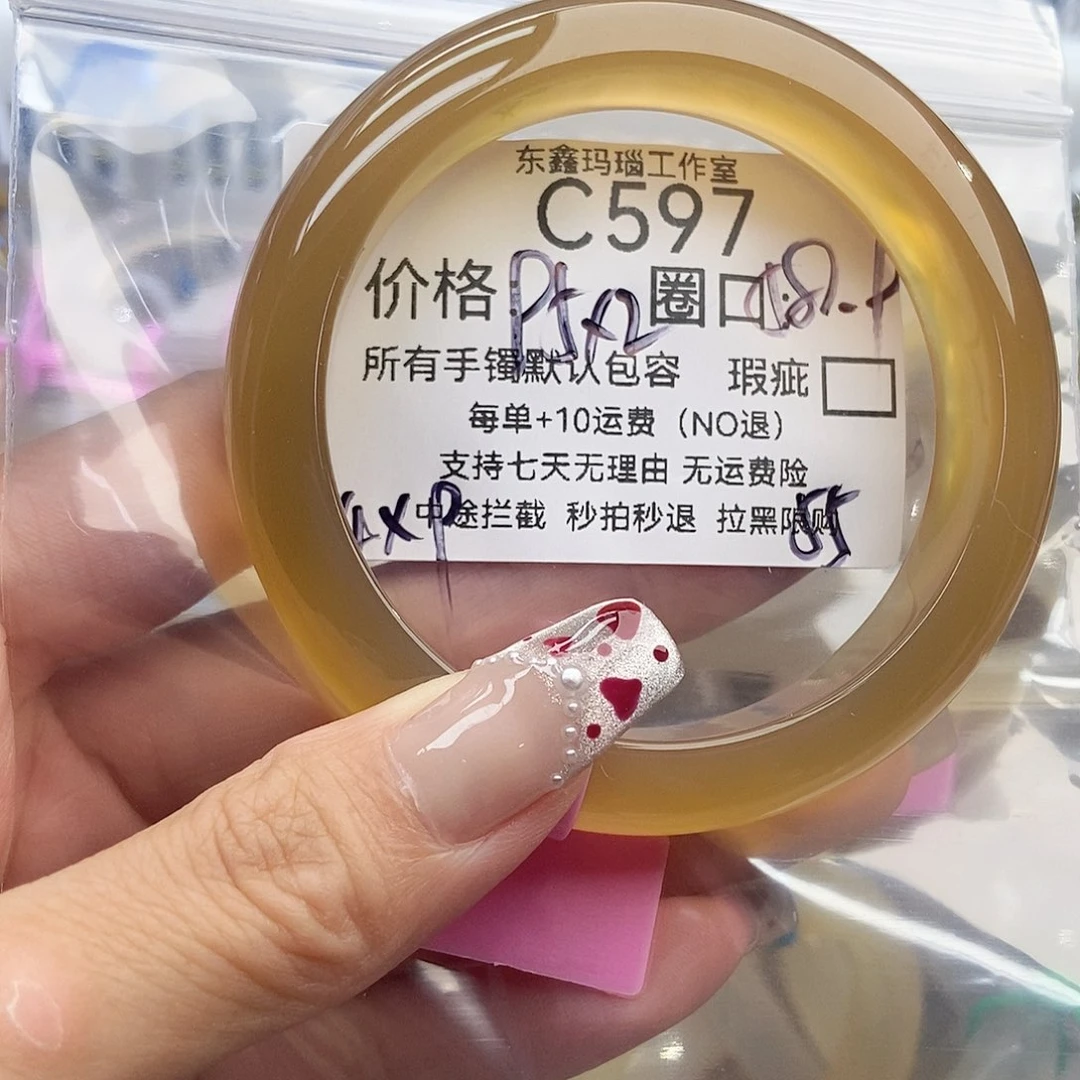 东鑫玛瑙工作室
C597
价格: 圈口:
所有手镯默认包容 瑕疵
每单+10运费（NO退）
支持七天无理由 无运费险
中途拦截 秒拍秒退 拉黑限购